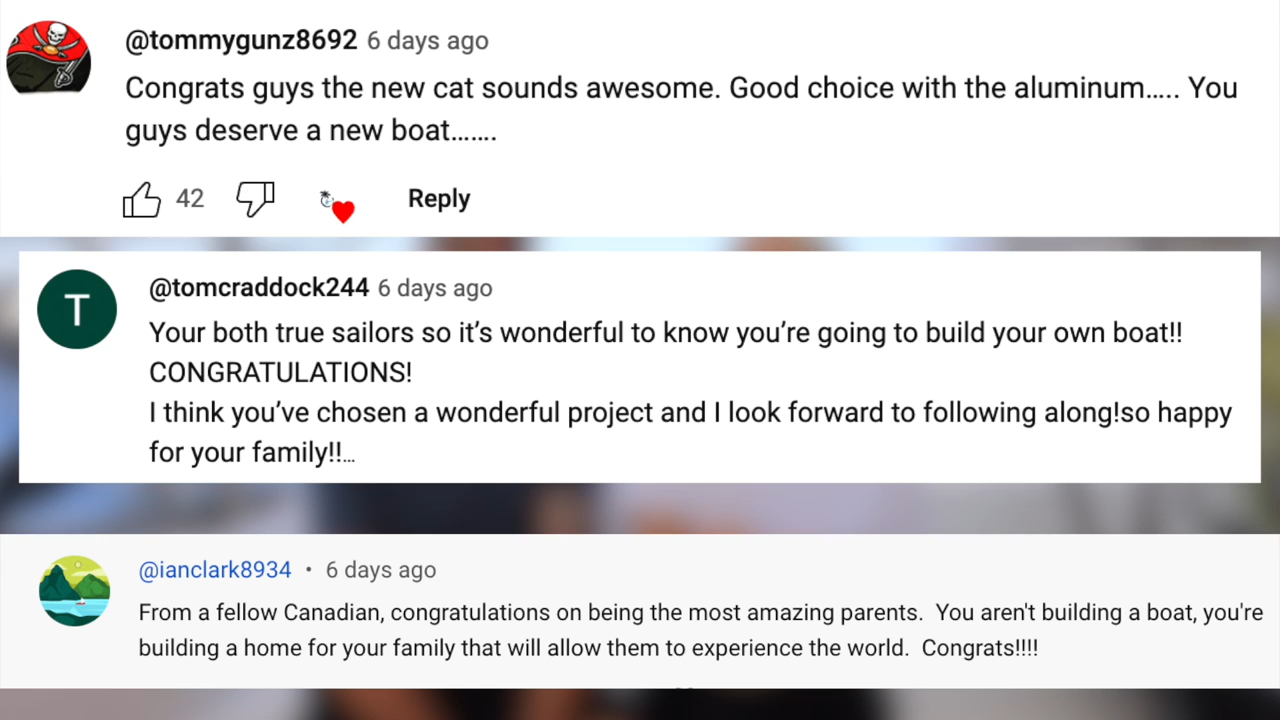 @tommygunz8692 6 days ago
Congrats guys the new cat sounds awesome. Good choice with the aluminum..... You
guys deserve a new boat.......
42 Reply
T
@tomcraddock244 6 days ago
Your both true sailors so it's wonderful to know you're going to build your own boat!!
CONGRATULATIONS!
I think you've chosen a wonderful project and I look forward to following along!so happy
for your family!!...
@ianclark8934 • 6 days ago
From a fellow Canadian, congratulations on being the most amazing parents.  You aren't building a boat, you're
building a home for your family that will allow them to experience the world.  Congrats!!!!